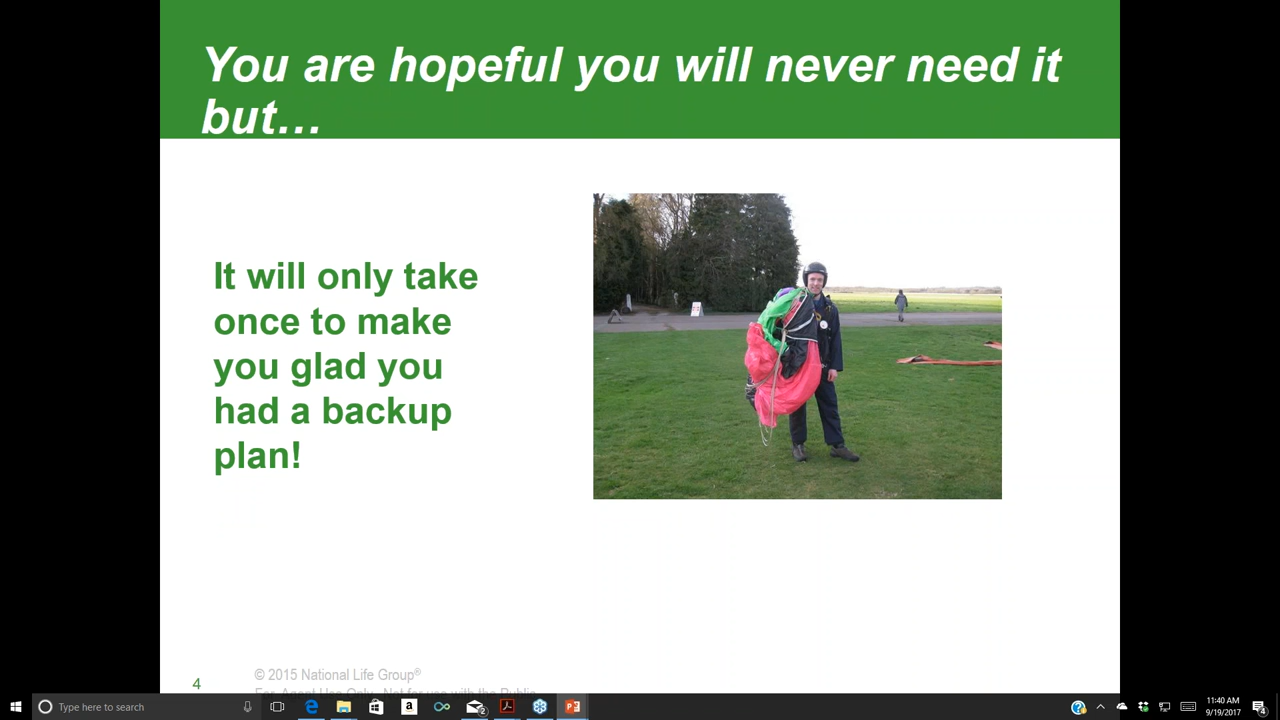 You are hopeful you will never need it
but…
It will only take
once to make
you glad you
had a backup
plan!
4
© 2015 National Life Group®
For Agent Use Only Not for use with the Public
Type here to search
11:40 AM
9/19/2017